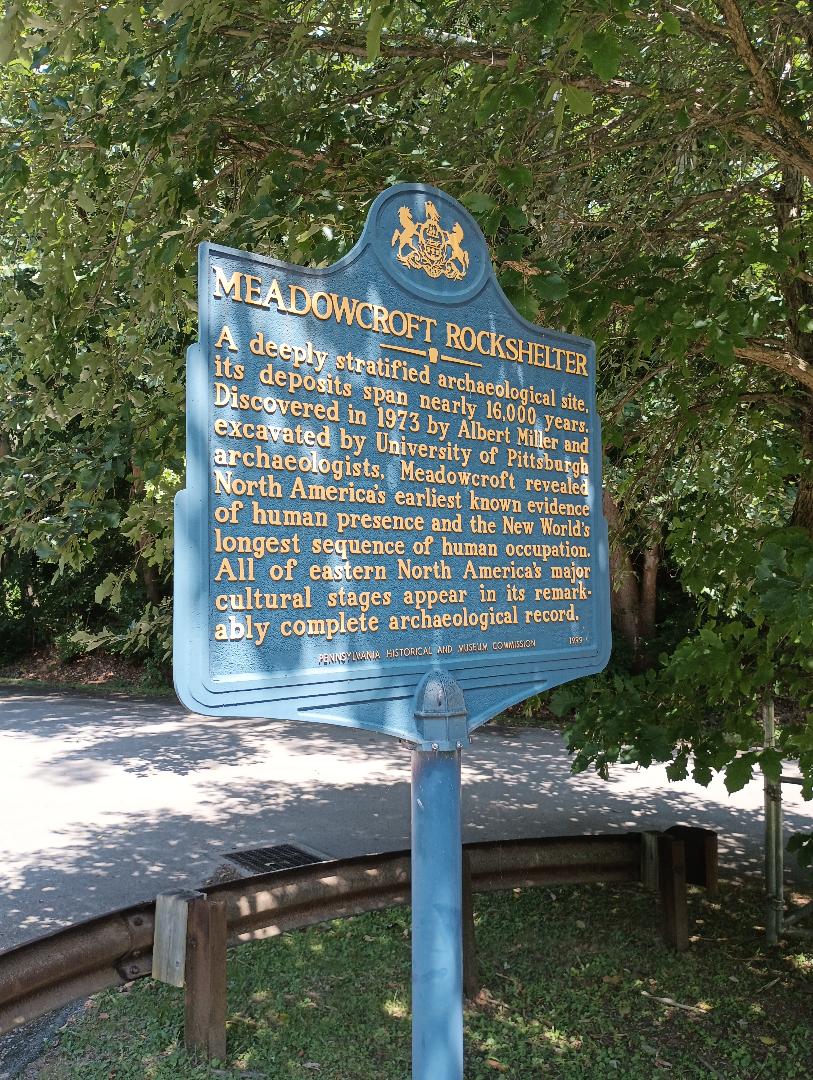 MEADOWCROFT ROCKSHELTER
A deeply stratified archaeological site,
its deposits span nearly 16,000 years.
Discovered in 1973 by Albert Miller and
excavated by University of Pittsburgh
archaeologists, Meadowcroft revealed
North America's earliest known evidence
of human presence and the New World's
longest sequence of human occupation.
All of eastern North America's major
cultural stages appear in its remark-
ably complete archaeological record.
PENNSYLVANIA HISTORICAL AND MUSEUM COMMISSION 1999